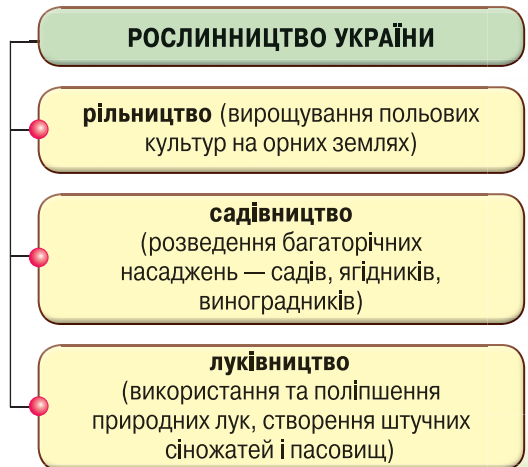 РОСЛИННИЦТВО УКРАЇНИ
рільництво (вирощування польових
культур на орних землях)
садівництво
(розведення багаторічних
насаджень — садів, ягідників,
виноградників)
луківництво
(використання та поліпшення
природних лук, створення штучних
сіножатей і пасовищ)